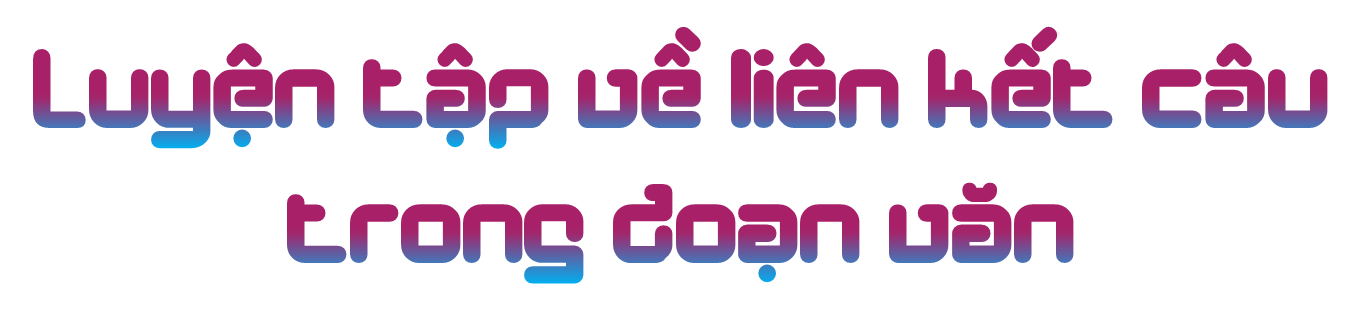 Luyện tập về liên kết câu
trong đoạn văn